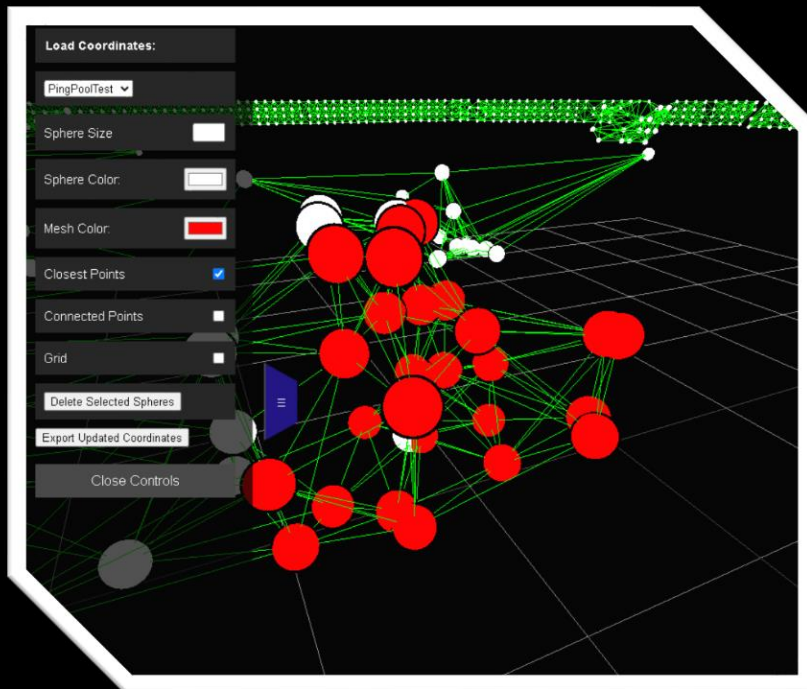 Load Coordinates:
PingPoolTest
Sphere Size
Sphere Color:
Mesh Color:
Closest Points
Connected Points
Grid
Delete Selected Spheres
Export Updated Coordinates
Close Controls